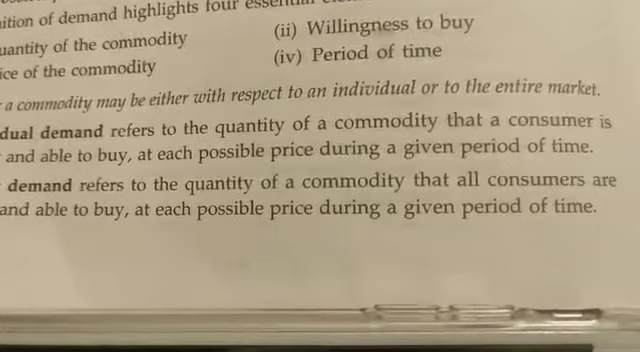 ition of demand highlights four
uantity of the commodity (ii) Willingness to buy
ice of the commodity (iv) Period of time
a commodity may be either with respect to an individual or to the entire market.
dual demand refers to the quantity of a commodity that a consumer is
and able to buy, at each possible price during a given period of time.
demand refers to the quantity of a commodity that all consumers are
and able to buy, at each possible price during a given period of time.